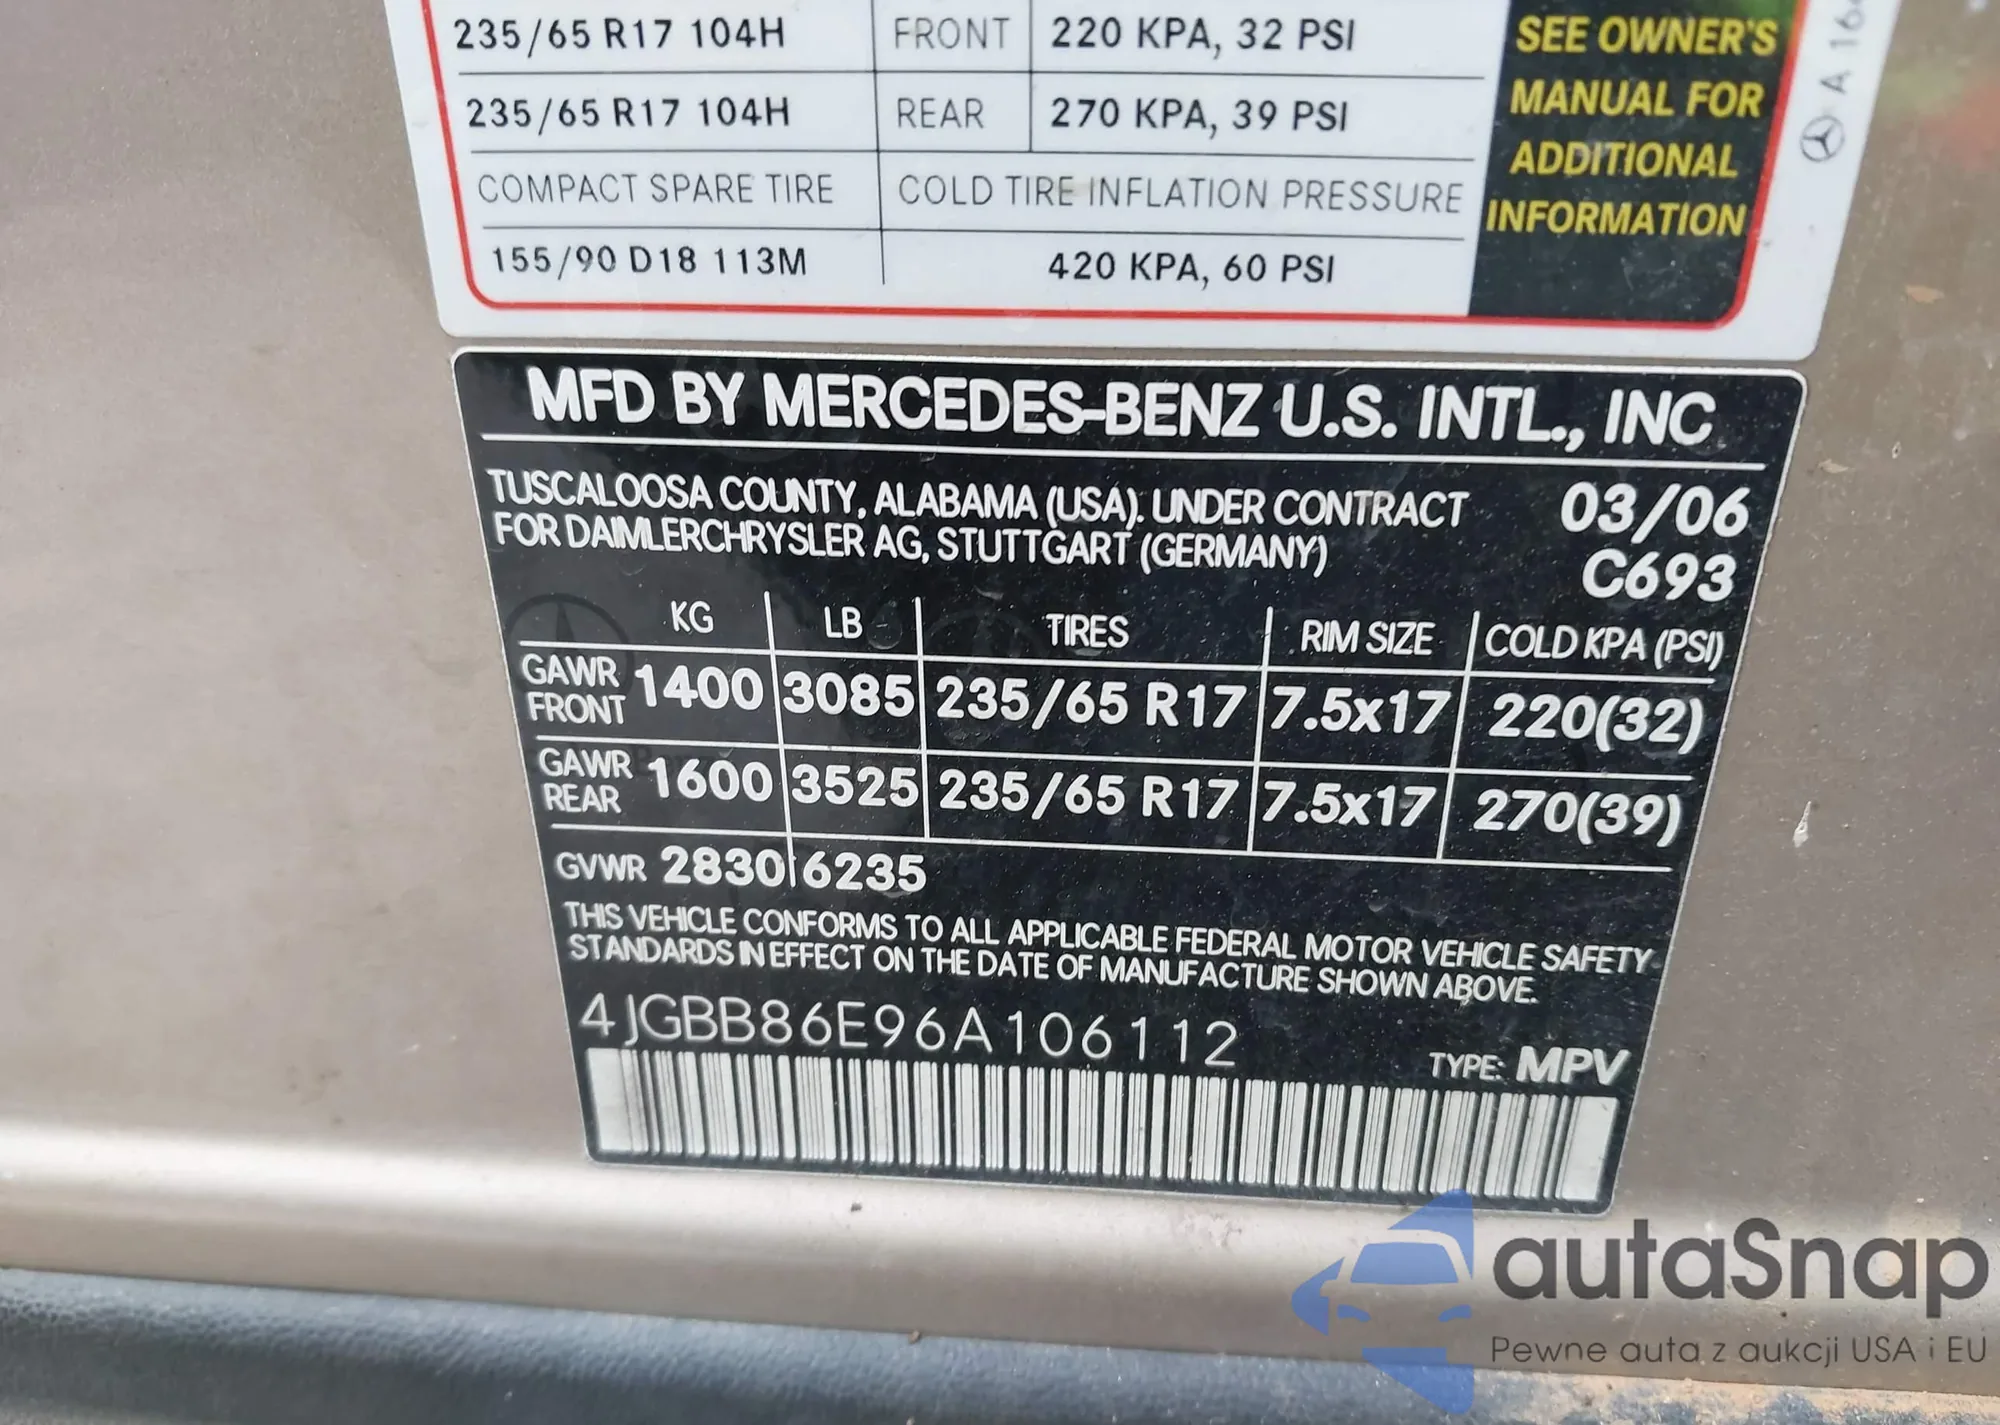 235/65 R17 104H FRONT 220 KPA, 32 PSI
235/65 R17 104H REAR 270 KPA, 39 PSI
COMPACT SPARE TIRE COLD TIRE INFLATION PRESSURE
155/90 D18 113M 420 KPA, 60 PSI
SEE OWNER'S
MANUAL FOR
ADDITIONAL
INFORMATION
MFD BY MERCEDES-BENZ U.S. INTL., INC
TUSCALOOSA COUNTY, ALABAMA (USA). UNDER CONTRACT
FOR DAIMLERCHRYSLER AG, STUTTGART (GERMANY)
03/06
C693
KG LB TIRES RIM SIZE COLD KPA (PSI)
GAWR
FRONT 1400 3085 235/65 R17 7.5x17 220(32)
GAWR
REAR 1600 3525 235/65 R17 7.5x17 270(39)
GVWR 2830 6235
THIS VEHICLE CONFORMS TO ALL APPLICABLE FEDERAL MOTOR VEHICLE SAFETY
STANDARDS IN EFFECT ON THE DATE OF MANUFACTURE SHOWN ABOVE.
4JGBB86E96A106112
TYPE: MPV
autaSnap
Pewne auta z aukcji USA i EU